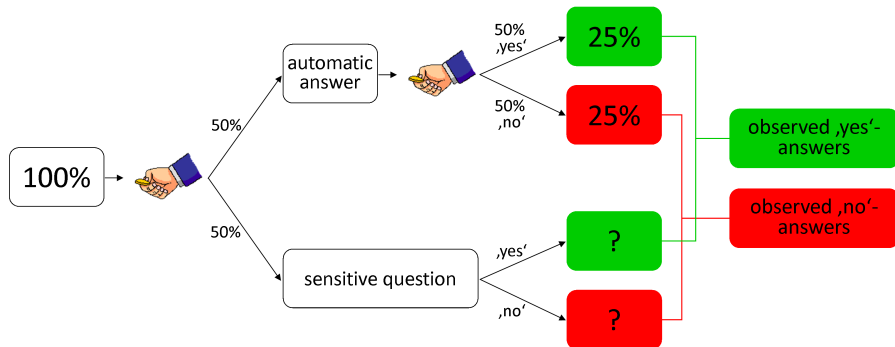 100%
50%
50%
automatic
answer
50%
‚yes‘
50%
‚no‘
25%
25%
sensitive question
‚yes‘
‚no‘
?
?
observed ‚yes‘-
answers
observed ‚no‘-
answers